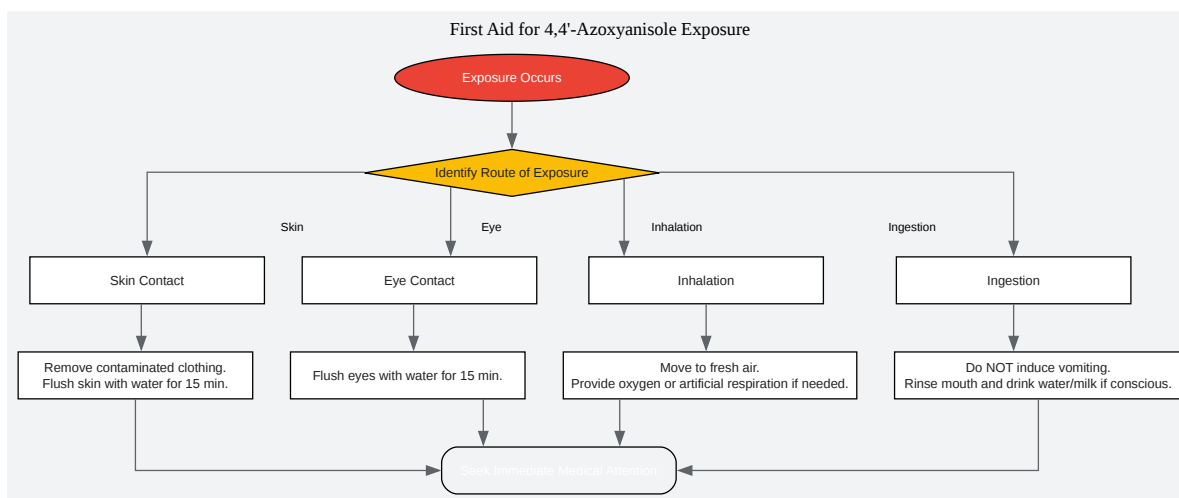 First Aid for 4,4'-Azoxyanisole Exposure
Exposure Occurs
Identify Route of Exposure
Skin
Eye
Inhalation
Ingestion
Skin Contact
Eye Contact
Inhalation
Ingestion
Remove contaminated clothing.
Flush skin with water for 15 min.
Flush eyes with water for 15 min.
Move to fresh air.
Provide oxygen or artificial respiration if needed.
Do NOT induce vomiting.
Rinse mouth and drink water/milk if conscious.
Seek Immediate Medical Attention